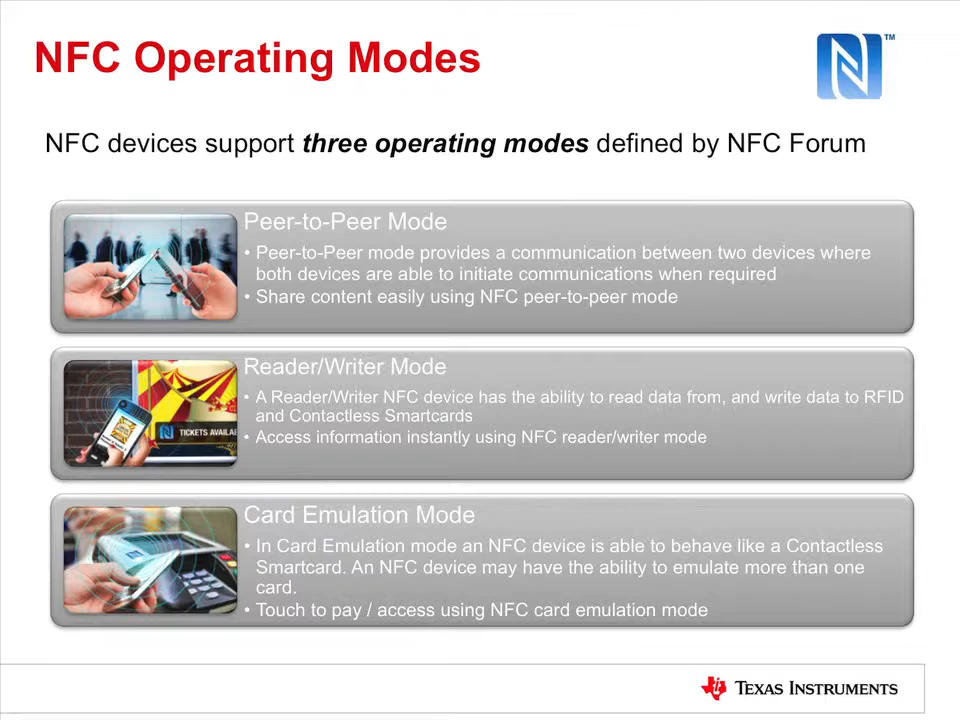 NFC Operating Modes
TM
NFC devices support three operating modes defined by NFC Forum
Peer-to-Peer Mode
• Peer-to-Peer mode provides a communication between two devices where
both devices are able to initiate communications when required
• Share content easily using NFC peer-to-peer mode
Reader/Writer Mode
• A Reader/Writer NFC device has the ability to read data from, and write data to RFID
and Contactless Smartcards
• Access information instantly using NFC reader/writer mode
TICKETS AVAILAB
Card Emulation Mode
• In Card Emulation mode an NFC device is able to behave like a Contactless
Smartcard. An NFC device may have the ability to emulate more than one
card.
• Touch to pay / access using NFC card emulation mode
TEXAS INSTRUMENTS